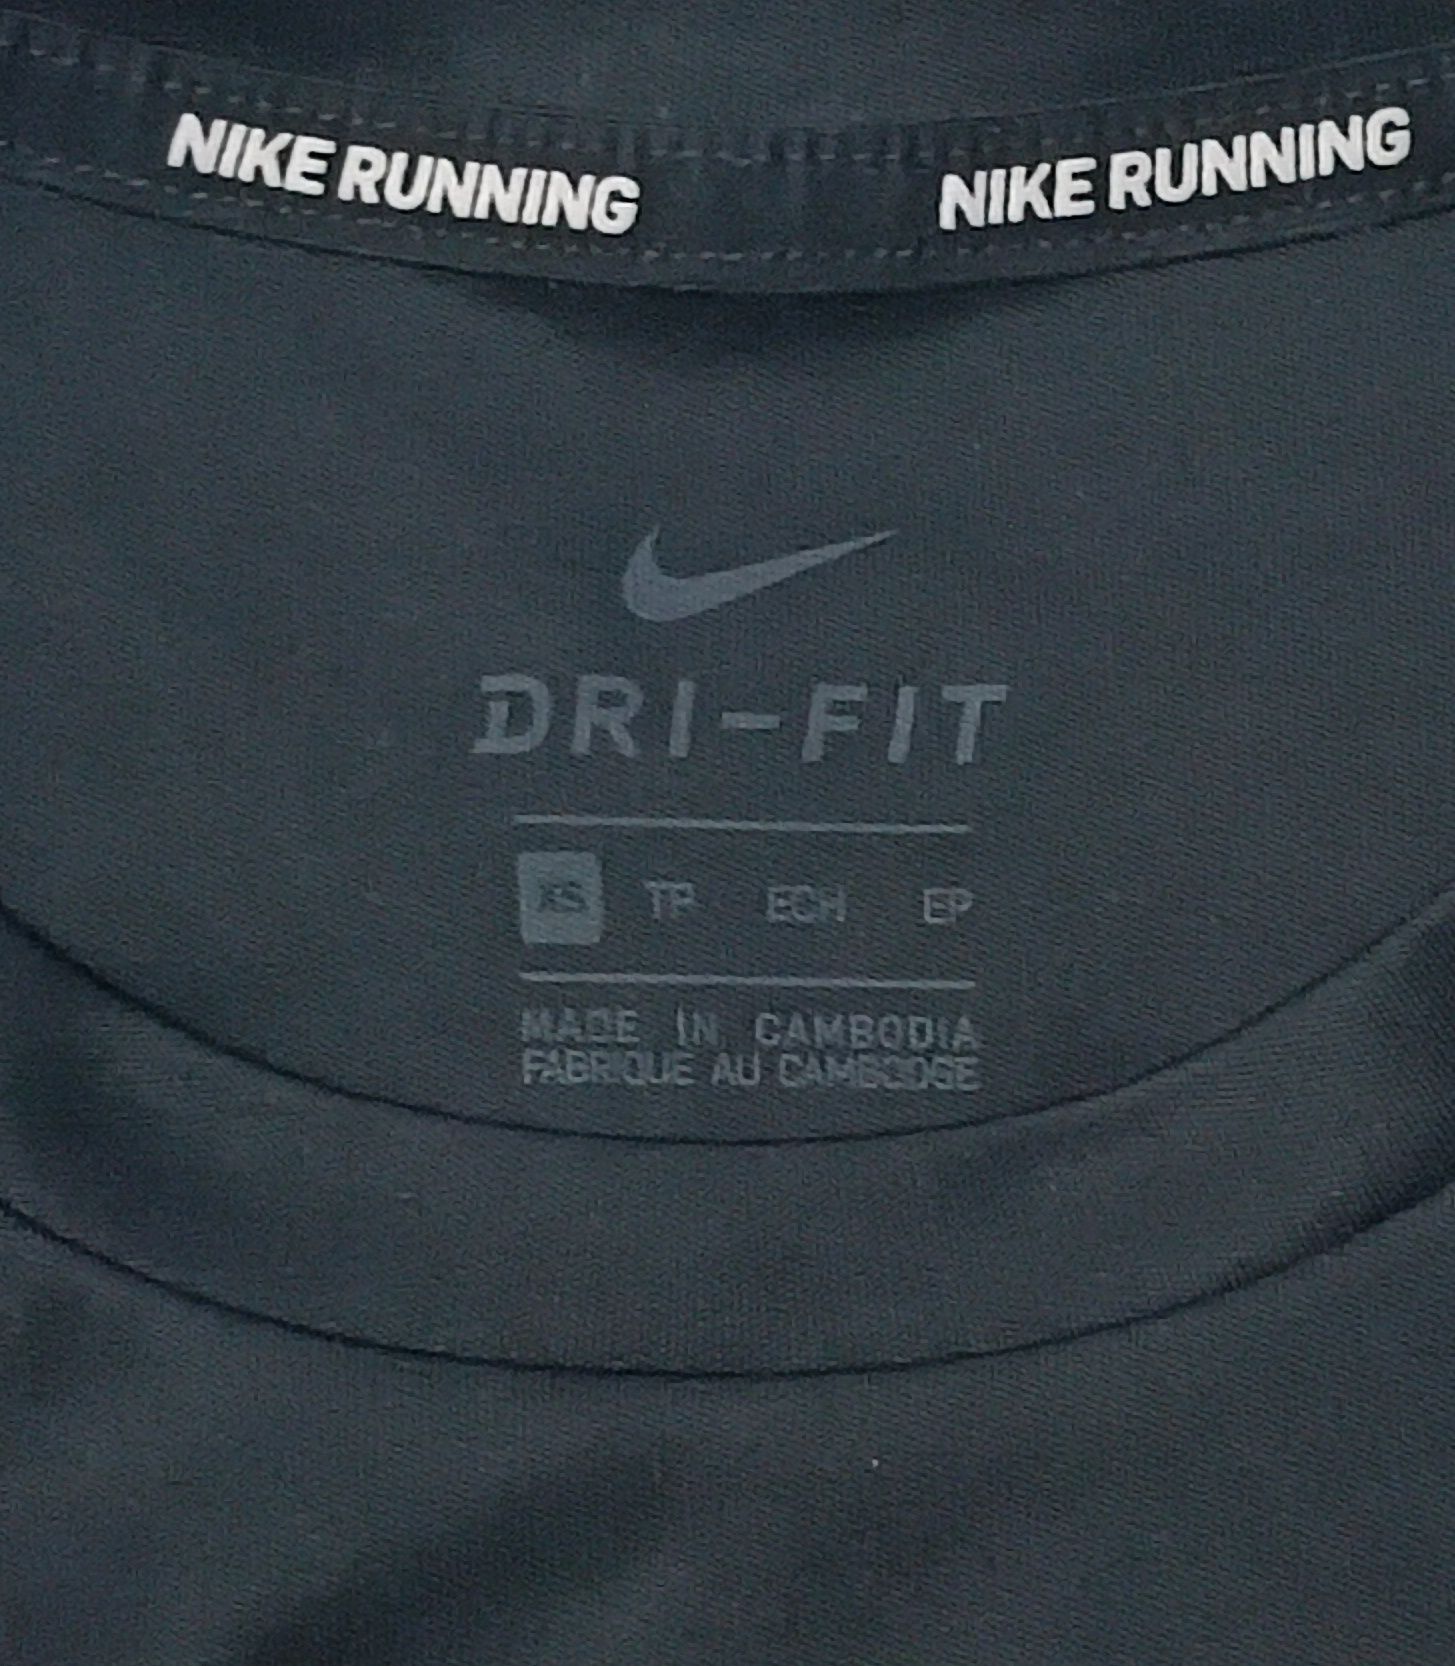 NIKE RUNNING NIKE RUNNING
DRI-FIT
XS TP ECH EP
MADE IN CAMBODIA
FABRIQUE AU CAMBODGE